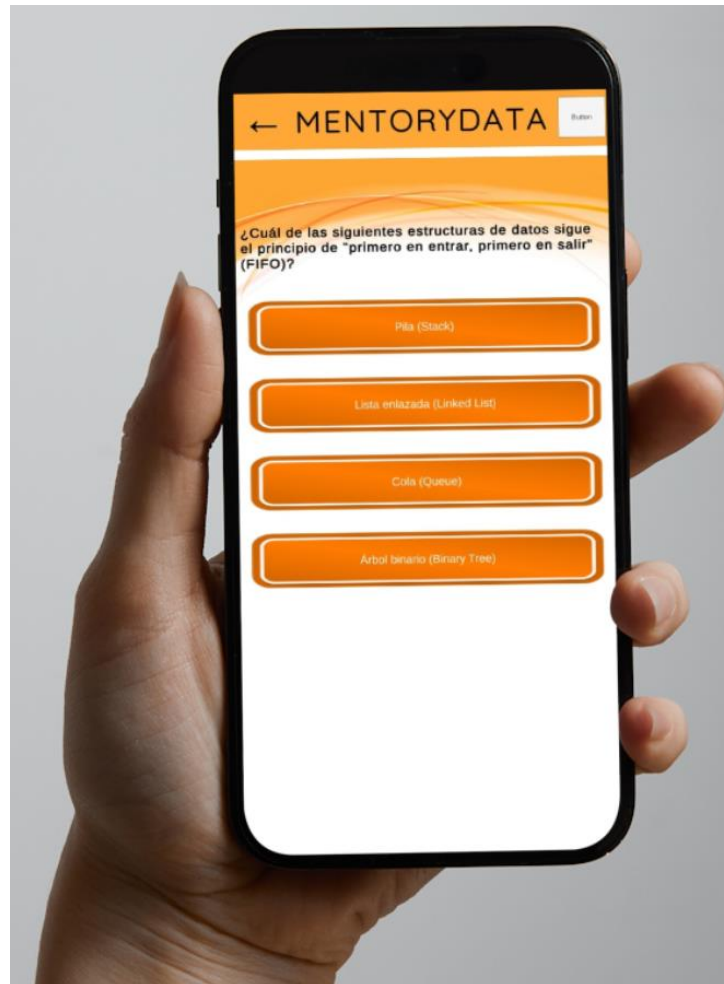 ← MENTORYDATA
Button
¿Cuál de las siguientes estructuras de datos sigue
el principio de "primero en entrar, primero en salir"
(FIFO)?
Pila (Stack)
Lista enlazada (Linked List)
Cola (Queue)
Árbol binario (Binary Tree)